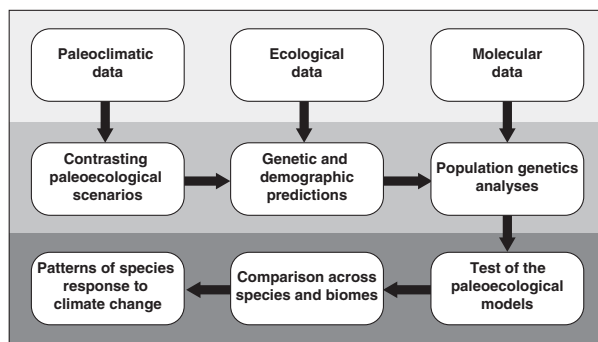 Paleoclimatic
data
Ecological
data
Molecular
data
Contrasting
paleoecological
scenarios
Genetic and
demographic
predictions
Population genetics
analyses
Patterns of species
response to
climate change
Comparison across
species and biomes
Test of the
paleoecological
models